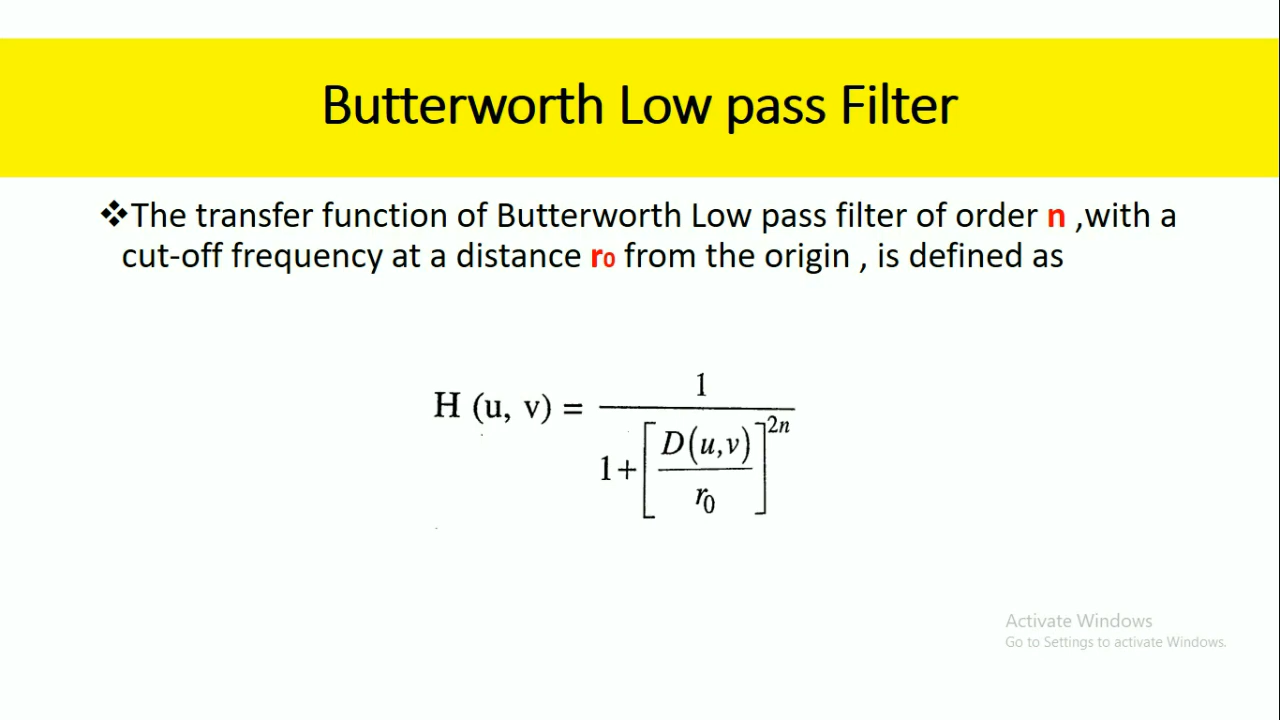 Butterworth Low pass Filter
❖The transfer function of Butterworth Low pass filter of order n ,with a
cut-off frequency at a distance r₀ from the origin , is defined as
H (u, v) = 1 / 1+[D(u,v) / r₀]²ⁿ
Activate Windows
Go to Settings to activate Windows.